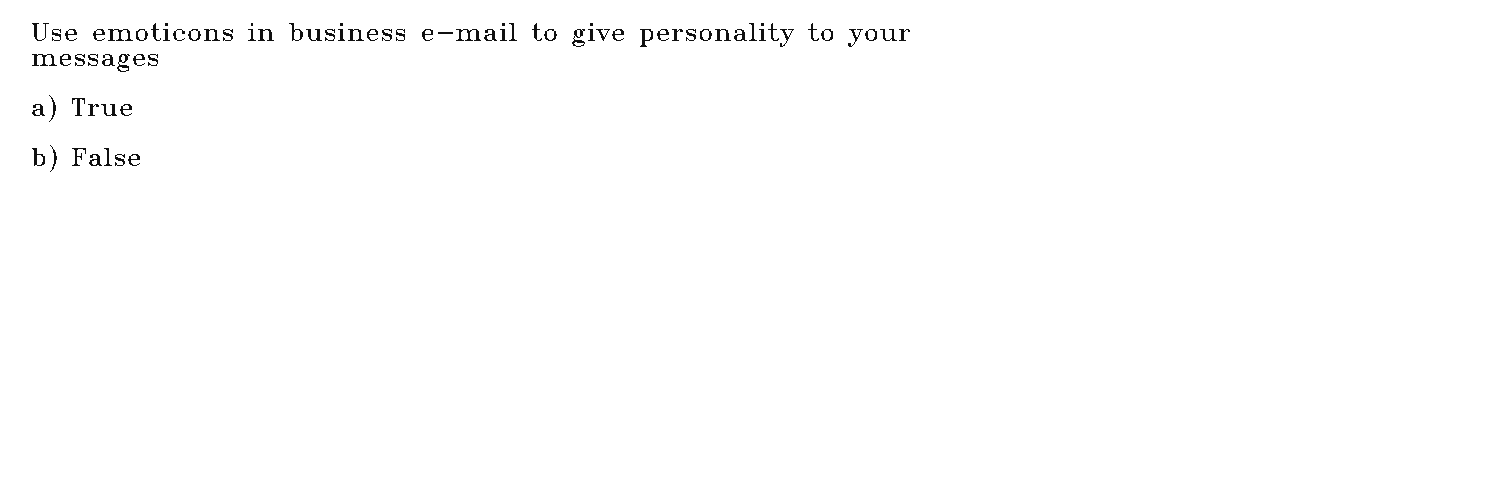 Use emoticons in business e-mail to give personality to your
messages
a) True
b) False